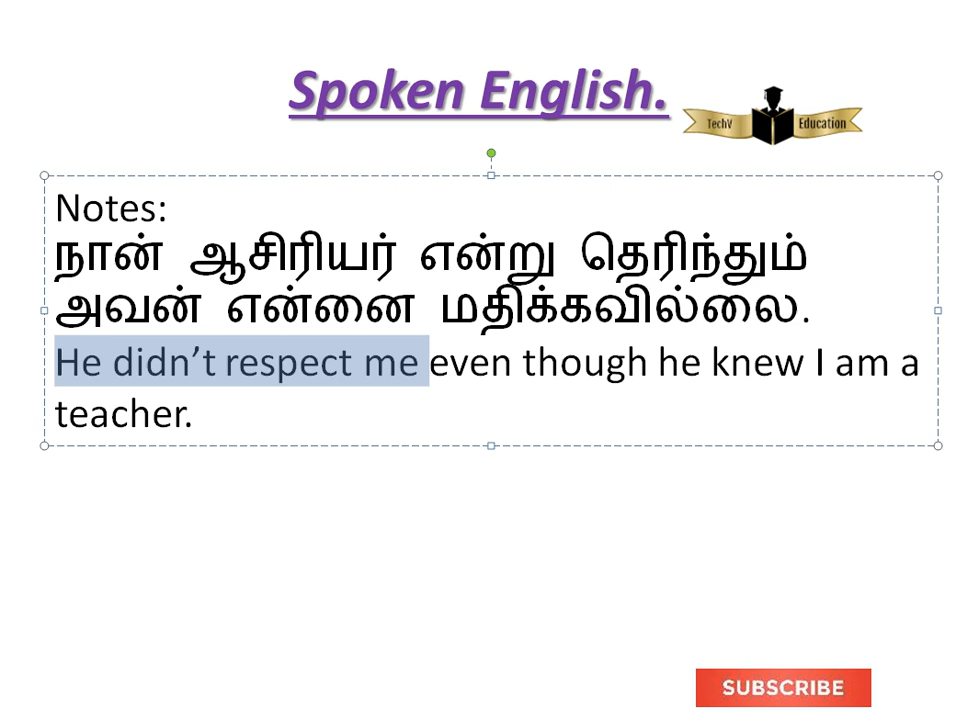 Spoken English.
TechV Education
Notes:
நான் ஆசிரியர் என்று தெரிந்தும்
அவன் என்னை மதிக்கவில்லை.
He didn’t respect me even though he knew I am a
teacher.
SUBSCRIBE